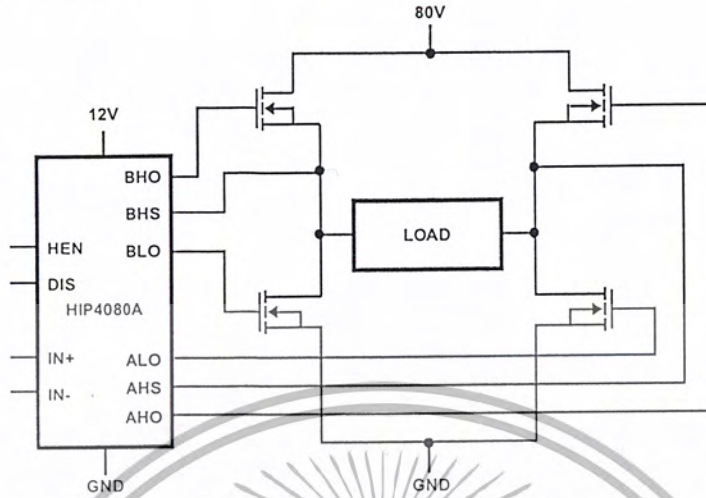 80V
12V
BHO
BHS
BLO
HEN
DIS
HIP4080A
IN+
IN-
ALO
AHS
AHO
LOAD
GND
GND